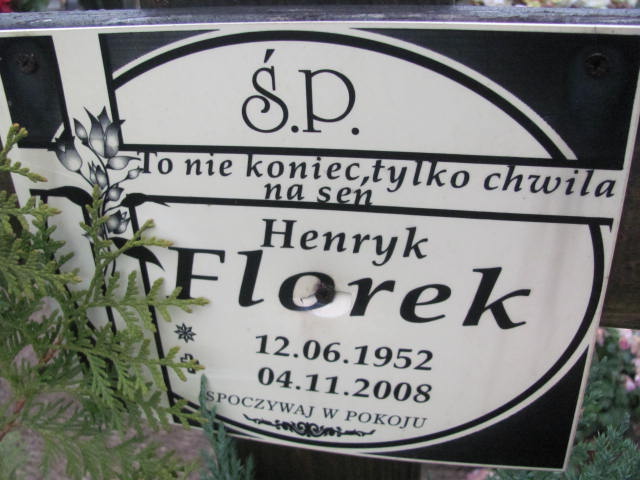 Ś.P.
To nie koniec,tylko chwila
na sen
Henryk
Florek
12.06.1952
04.11.2008
SPOCZYWAJ W POKOJU